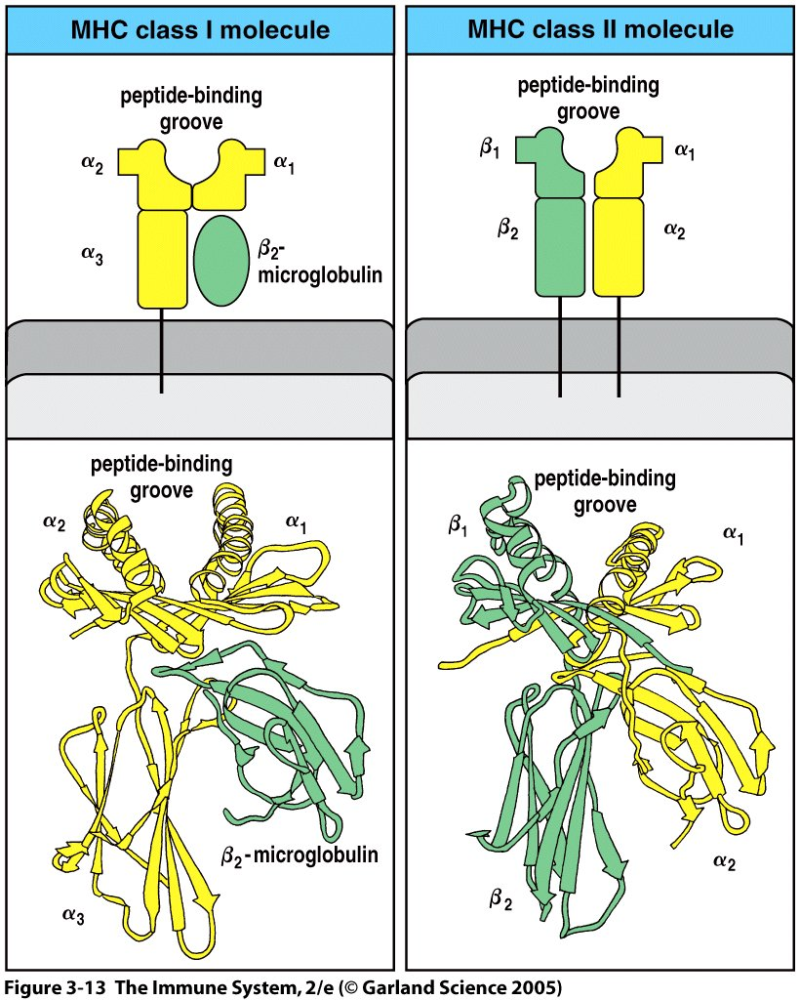 MHC class I molecule
peptide-binding
groove
α2
α1
α3
β2-
microglobulin
peptide-binding
groove
α2
α1
β2-microglobulin
α3
MHC class II molecule
peptide-binding
groove
β1
α1
β2
α2
peptide-binding
groove
β1
α1
α2
β2
Figure 3-13 The Immune System, 2/e (© Garland Science 2005)